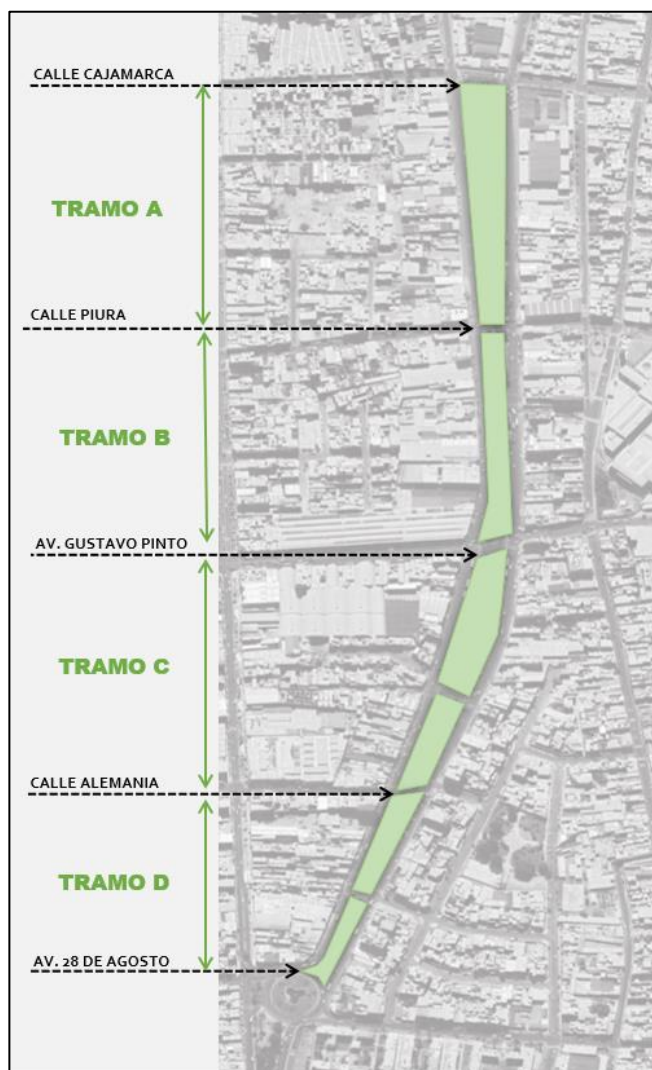 CALLE CAJAMARCA
TRAMO A
CALLE PIURA
TRAMO B
AV. GUSTAVO PINTO
TRAMO C
CALLE ALEMANIA
TRAMO D
AV. 28 DE AGOSTO